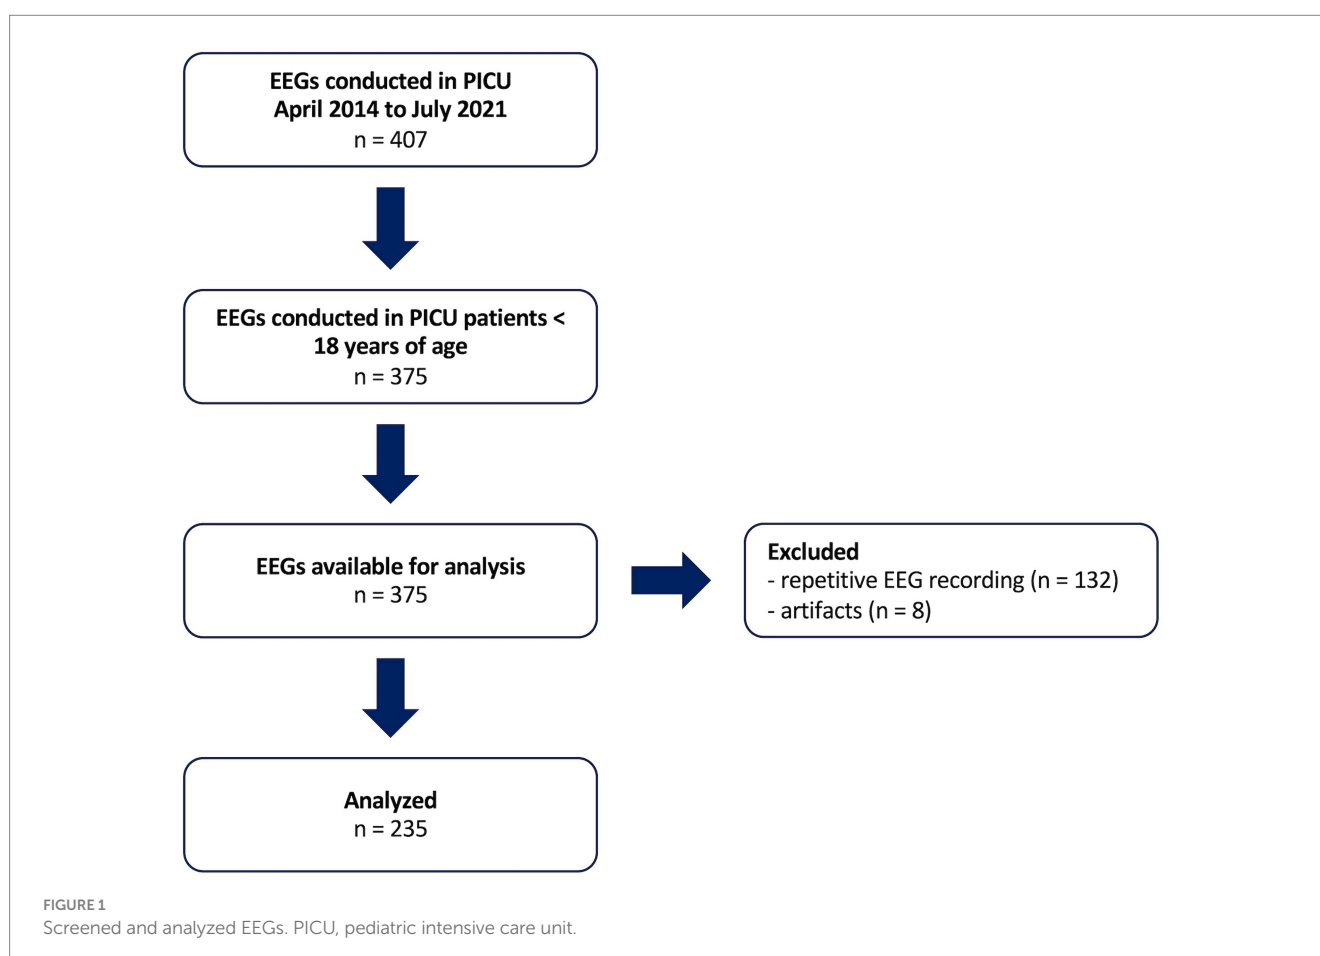 EEGs conducted in PICU
April 2014 to July 2021
n = 407
EEGs conducted in PICU patients <
18 years of age
n = 375
EEGs available for analysis
n = 375
Excluded
- repetitive EEG recording (n = 132)
- artifacts (n = 8)
Analyzed
n = 235
FIGURE 1
Screened and analyzed EEGs. PICU, pediatric intensive care unit.